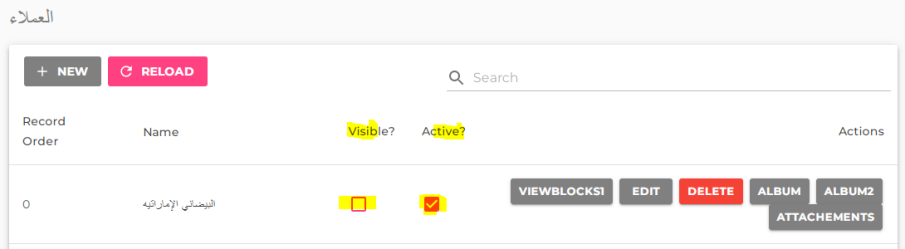 العملاء
+ NEW
RELOAD
Search
Record Order
Name
Visible?
Active?
Actions
0
البيضاني الإماراتيه
VIEWBLOCKS1
EDIT
DELETE
ALBUM
ALBUM2
ATTACHEMENTS